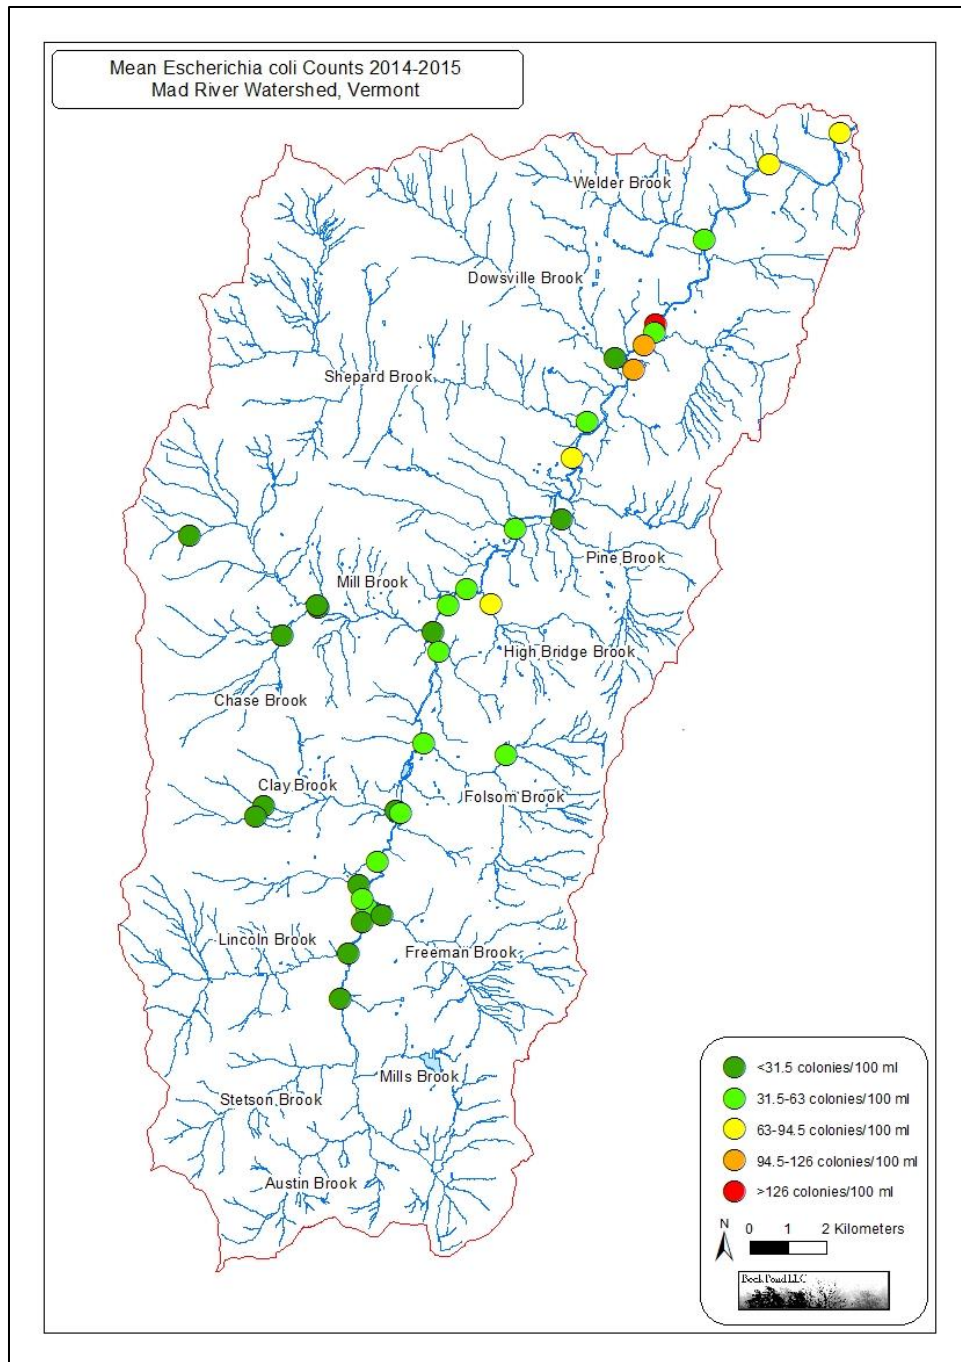 Mean Escherichia coli Counts 2014-2015
Mad River Watershed, Vermont
Welder Brook
Dowsville Brook
Shepard Brook
Pine Brook
Mill Brook
High Bridge Brook
Chase Brook
Clay Brook
Folsom Brook
Lincoln Brook
Freeman Brook
Mills Brook
Stetson Brook
Austin Brook
<31.5 colonies/100 ml
31.5-63 colonies/100 ml
63-94.5 colonies/100 ml
94.5-126 colonies/100 ml
>126 colonies/100 ml
N
0 1 2 Kilometers
Beck Pond LLC